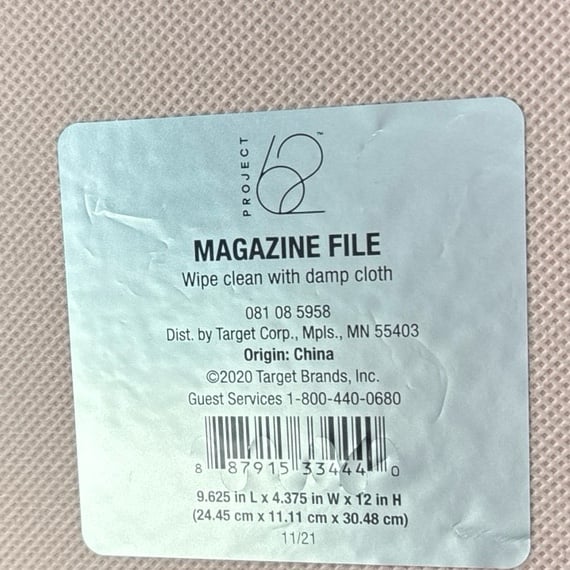 PROJECT 62™
MAGAZINE FILE
Wipe clean with damp cloth
081 08 5958
Dist. by Target Corp., Mpls., MN 55403
Origin: China
©2020 Target Brands, Inc.
Guest Services 1-800-440-0680
8 87915 33444 0
9.625 in L x 4.375 in W x 12 in H
(24.45 cm x 11.11 cm x 30.48 cm)
11/21